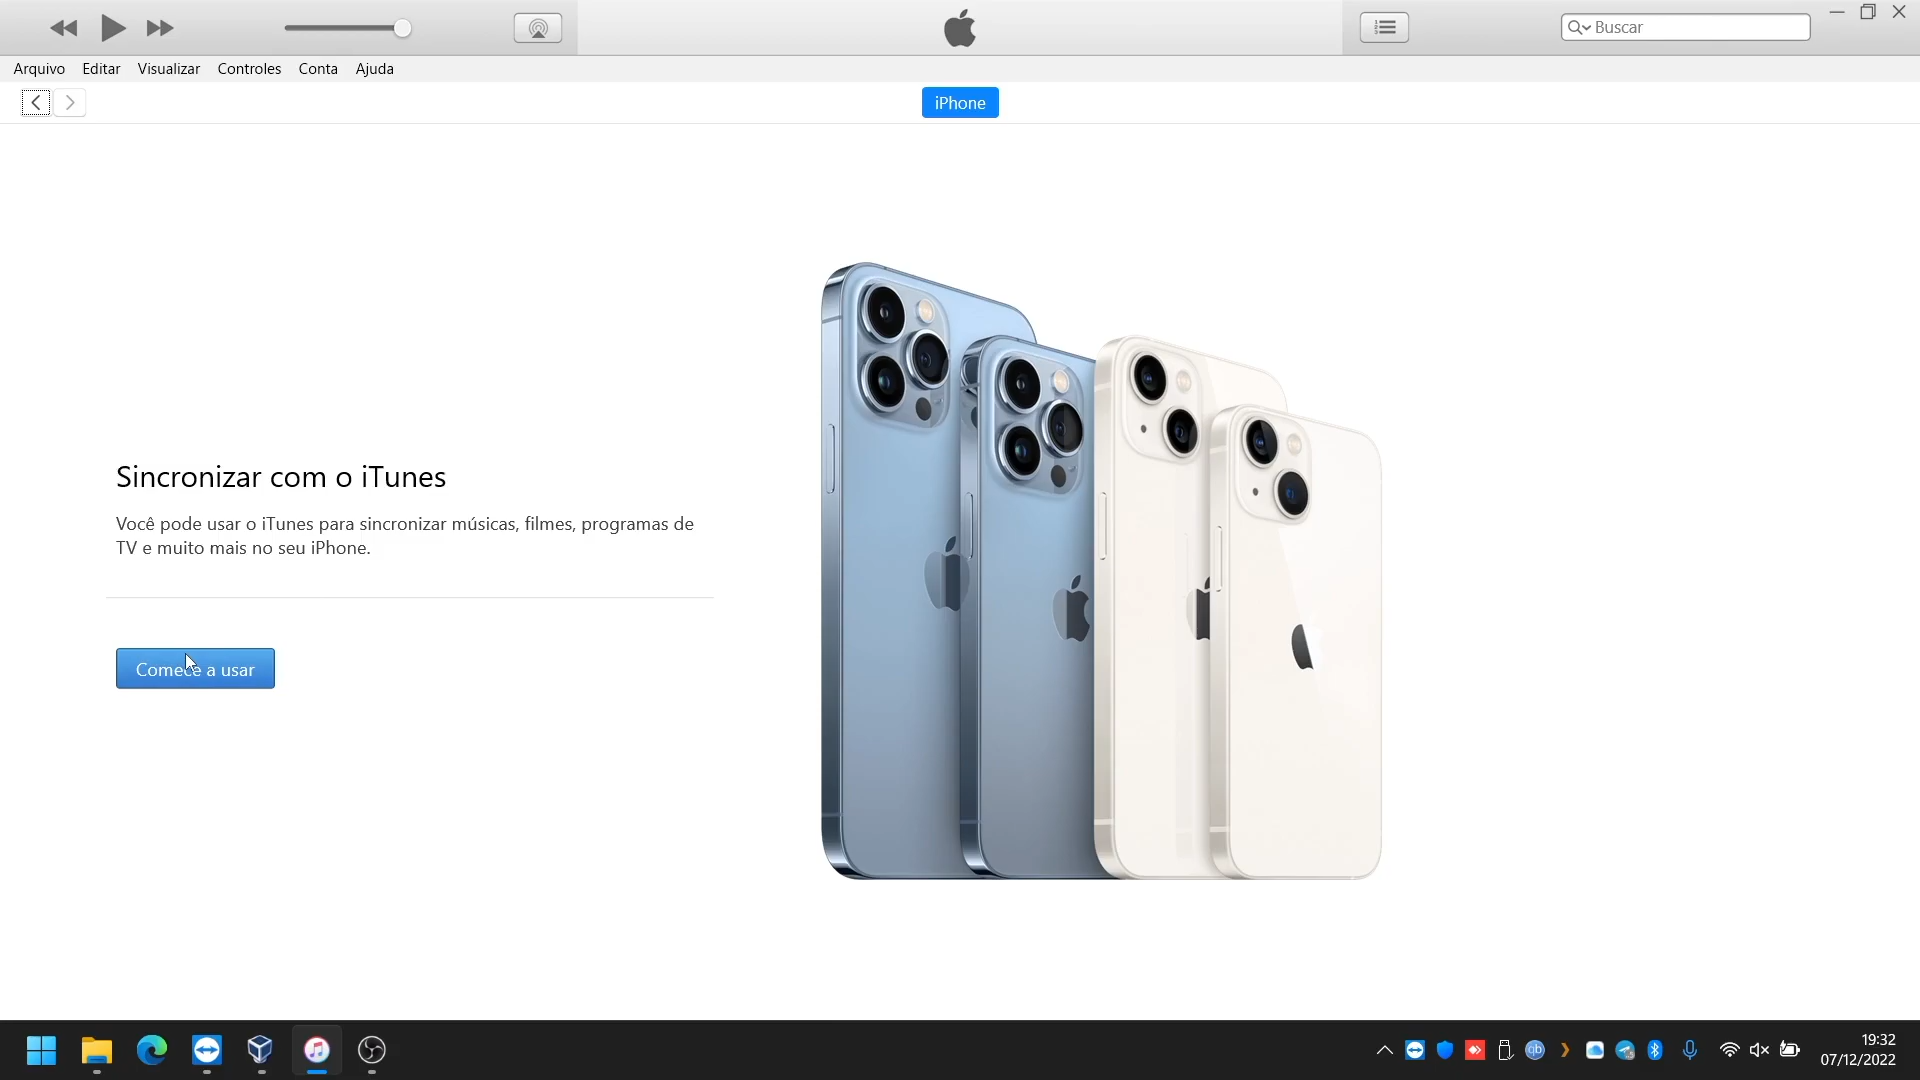 Buscar
Arquivo Editar Visualizar Controles Conta Ajuda
iPhone
Sincronizar com o iTunes
Você pode usar o iTunes para sincronizar músicas, filmes, programas de
TV e muito mais no seu iPhone.
Comece a usar
qb
19:32
07/12/2022